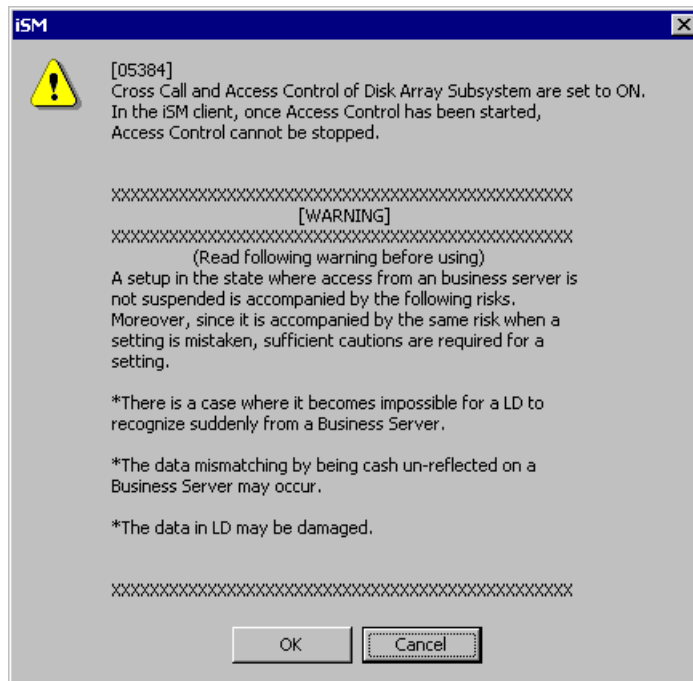 iSM
[05384]
Cross Call and Access Control of Disk Array Subsystem are set to ON.
In the iSM client, once Access Control has been started,
Access Control cannot be stopped.
XXXXXXXXXXXXXXXXXXXXXXXXXXXXXXXXXXXXXXXXXXXXXXXXX
[WARNING]
XXXXXXXXXXXXXXXXXXXXXXXXXXXXXXXXXXXXXXXXXXXXXXXXX
(Read following warning before using)
A setup in the state where access from an business server is
not suspended is accompanied by the following risks.
Moreover, since it is accompanied by the same risk when a
setting is mistaken, sufficient cautions are required for a
setting.
*There is a case where it becomes impossible for a LD to
recognize suddenly from a Business Server.
*The data mismatching by being cash un-reflected on a
Business Server may occur.
*The data in LD may be damaged.
XXXXXXXXXXXXXXXXXXXXXXXXXXXXXXXXXXXXXXXXXXXXXXXXX
OK Cancel